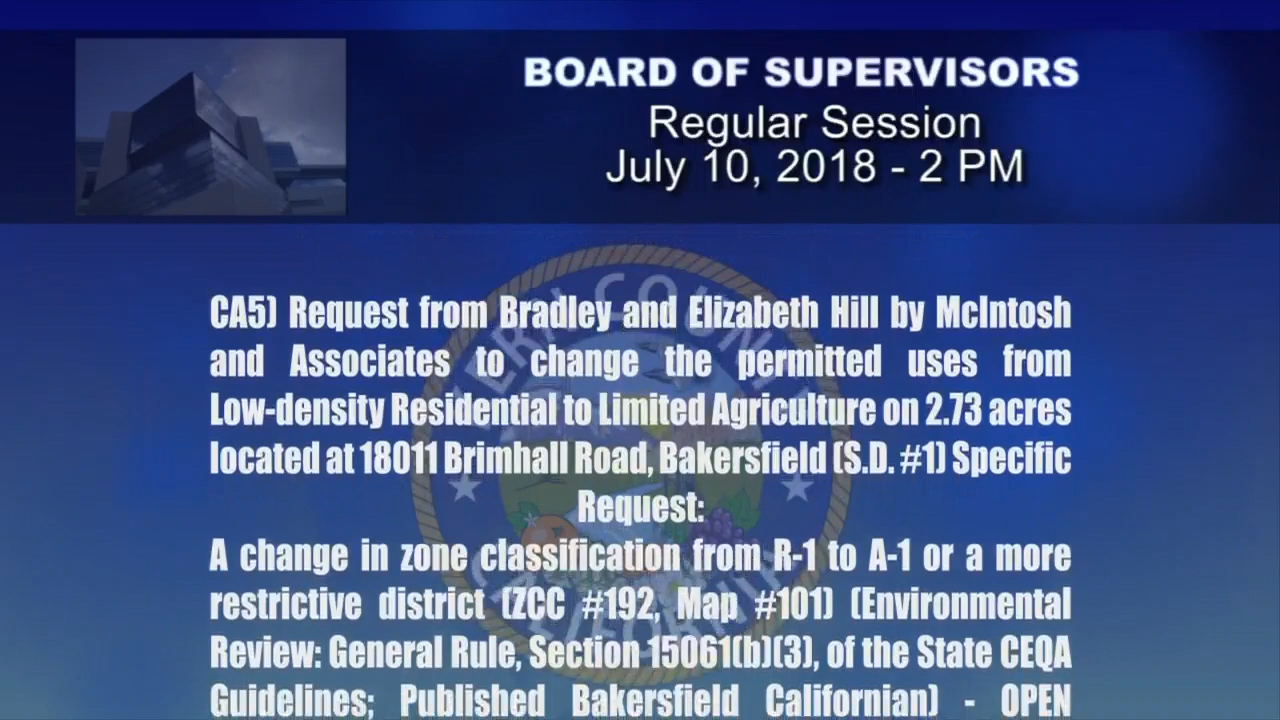 BOARD OF SUPERVISORS
Regular Session
July 10, 2018 - 2 PM
CA5) Request from Bradley and Elizabeth Hill by McIntosh
and Associates to change the permitted uses from
Low-density Residential to Limited Agriculture on 2.73 acres
located at 18011 Brimhall Road, Bakersfield (S.D. #1) Specific
Request:
A change in zone classification from R-1 to A-1 or a more
restrictive district (ZCC #192, Map #101) (Environmental
Review: General Rule, Section 15061(b)(3), of the State CEQA
Guidelines; Published Bakersfield Californian) - OPEN
KERN COUNTY
CALIFORNIA